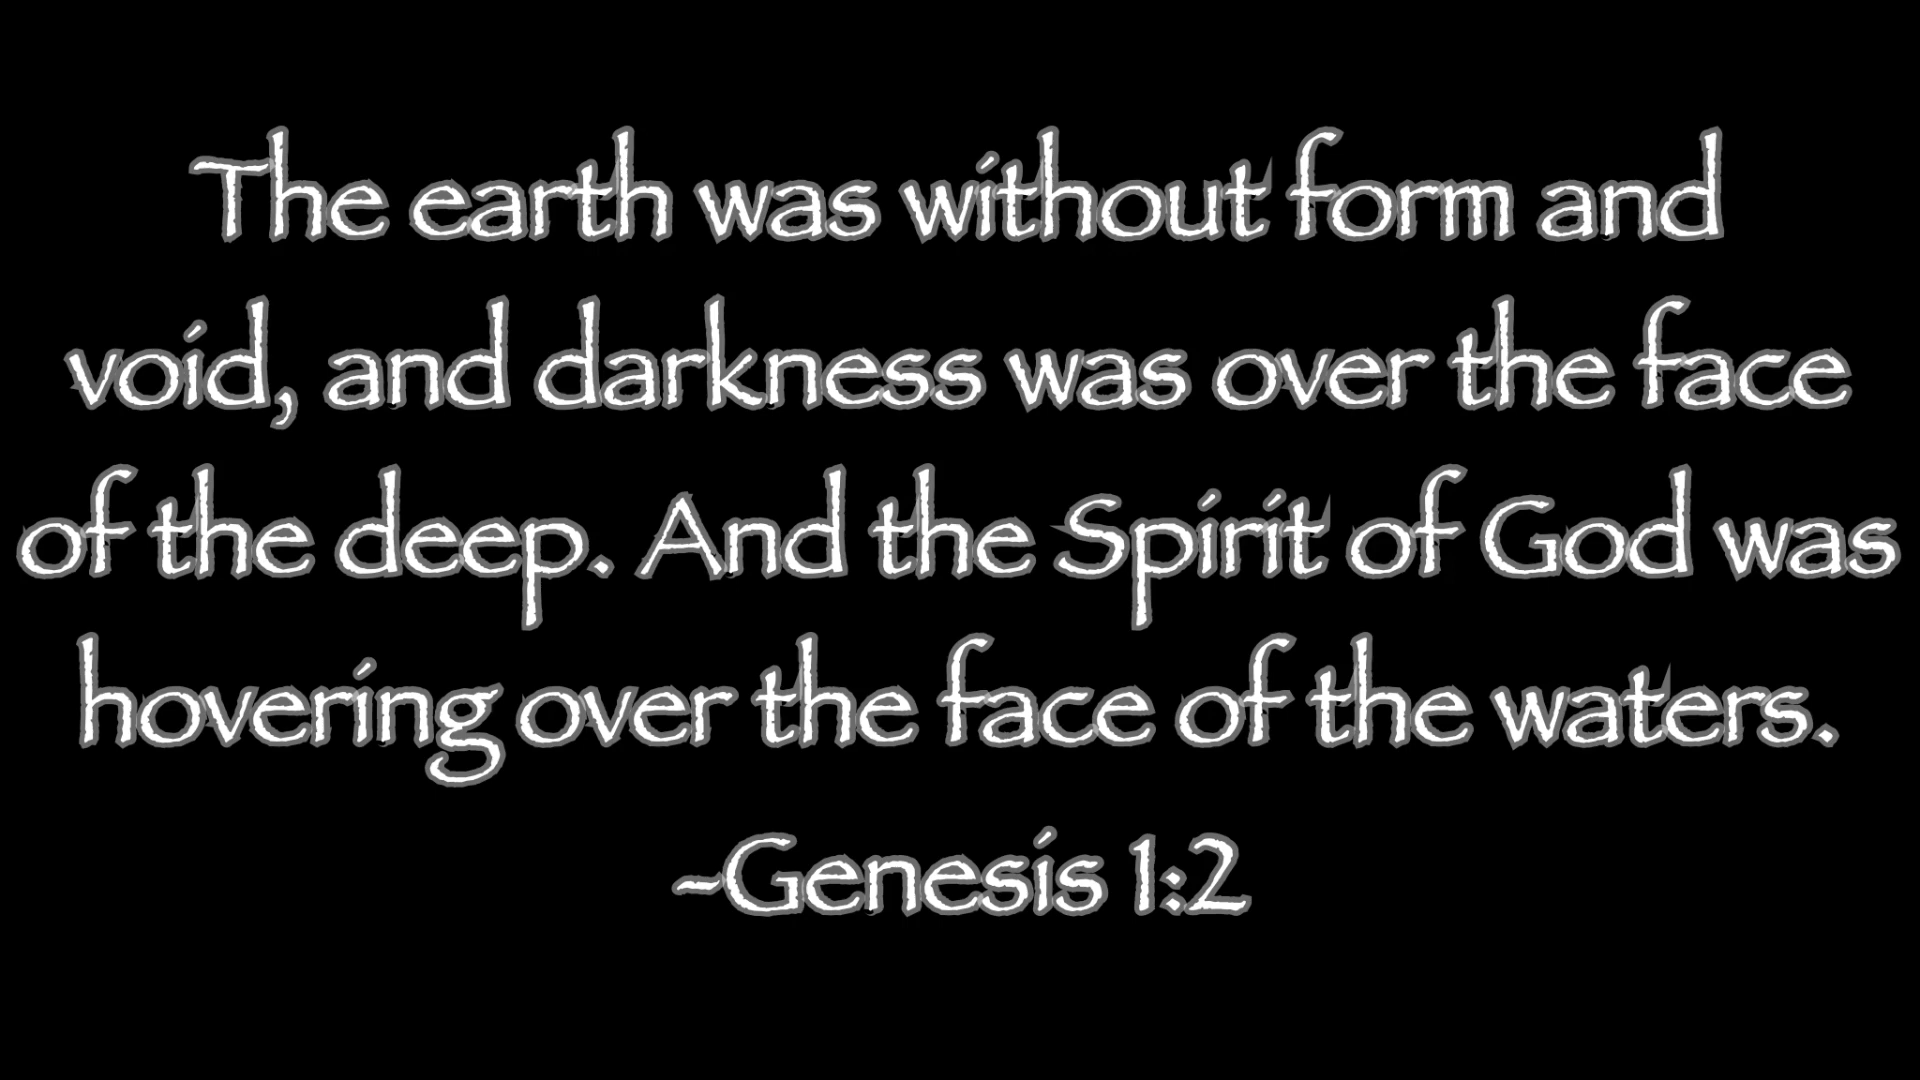 The earth was without form and
void, and darkness was over the face
of the deep. And the Spirit of God was
hovering over the face of the waters.
~Genesis 1:2